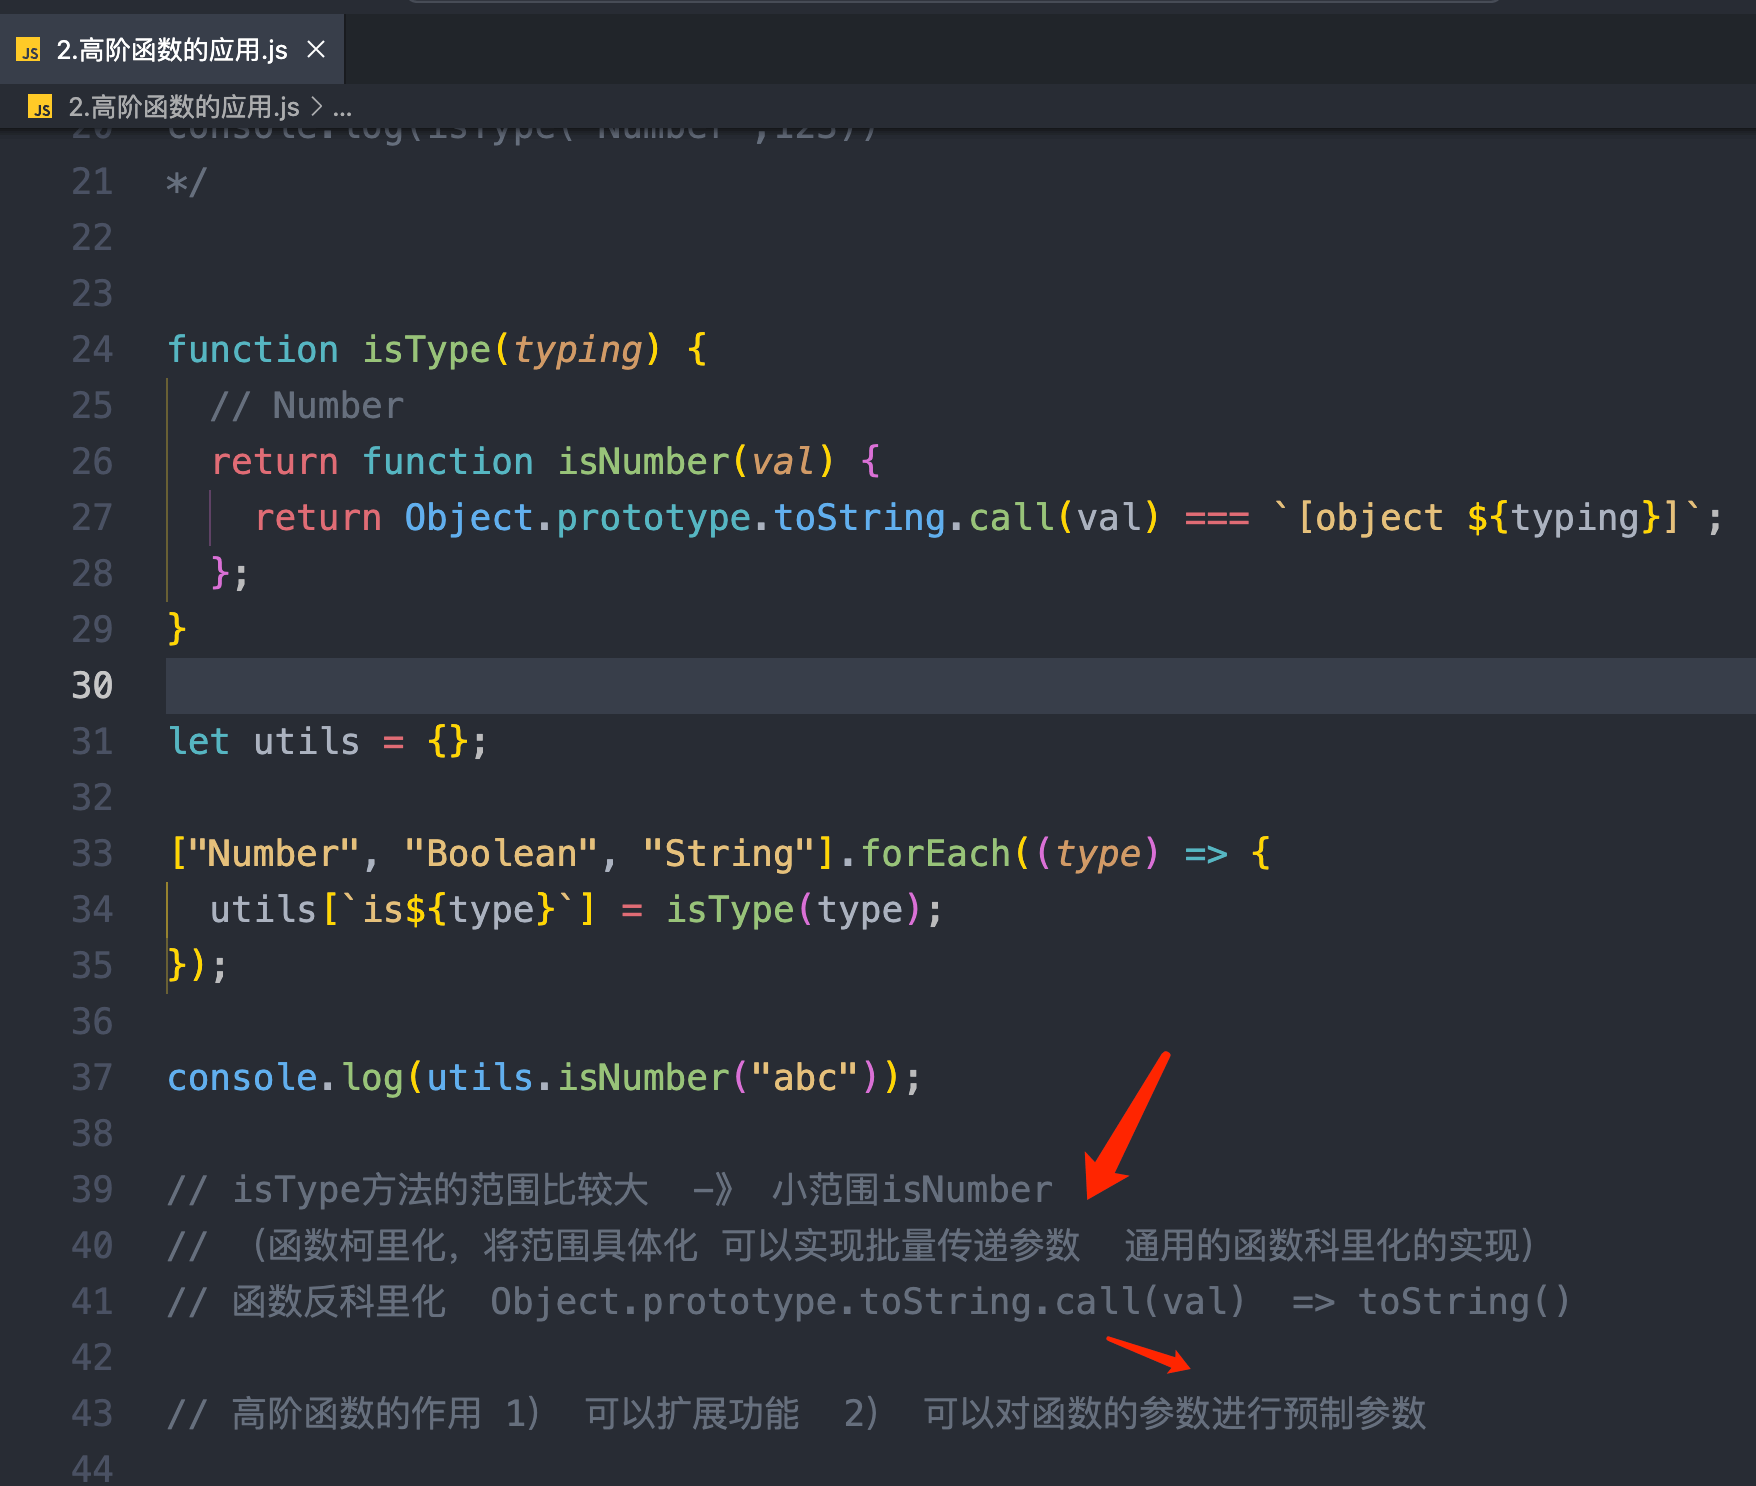 JS 2.高阶函数的应用.js ×
JS 2.高阶函数的应用.js > ...
20 console.log(isType('Number',123))
21 */
22
23
24 function isType(typing) {
25 // Number
26 return function isNumber(val) {
27 return Object.prototype.toString.call(val) === `[object ${typing}]`;
28 };
29 }
30
31 let utils = {};
32
33 ["Number", "Boolean", "String"].forEach((type) => {
34 utils[`is${type}`] = isType(type);
35 });
36
37 console.log(utils.isNumber("abc"));
38
39 // isType方法的范围比较大 -》 小范围isNumber
40 // （函数柯里化，将范围具体化 可以实现批量传递参数 通用的函数科里化的实现）
41 // 函数反科里化 Object.prototype.toString.call(val) => toString()
42
43 // 高阶函数的作用 1） 可以扩展功能 2） 可以对函数的参数进行预制参数
44